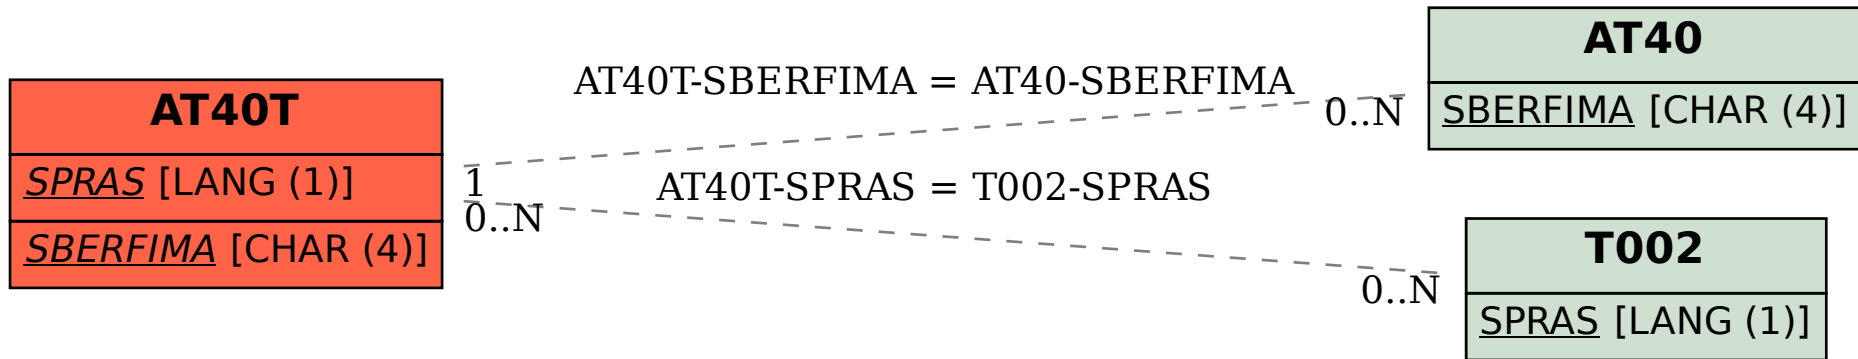 AT40T
SPRAS [LANG (1)]
SBERFIMA [CHAR (4)]
AT40T-SBERFIMA = AT40-SBERFIMA
1
0..N
AT40
SBERFIMA [CHAR (4)]
AT40T-SPRAS = T002-SPRAS
0..N
0..N
T002
SPRAS [LANG (1)]